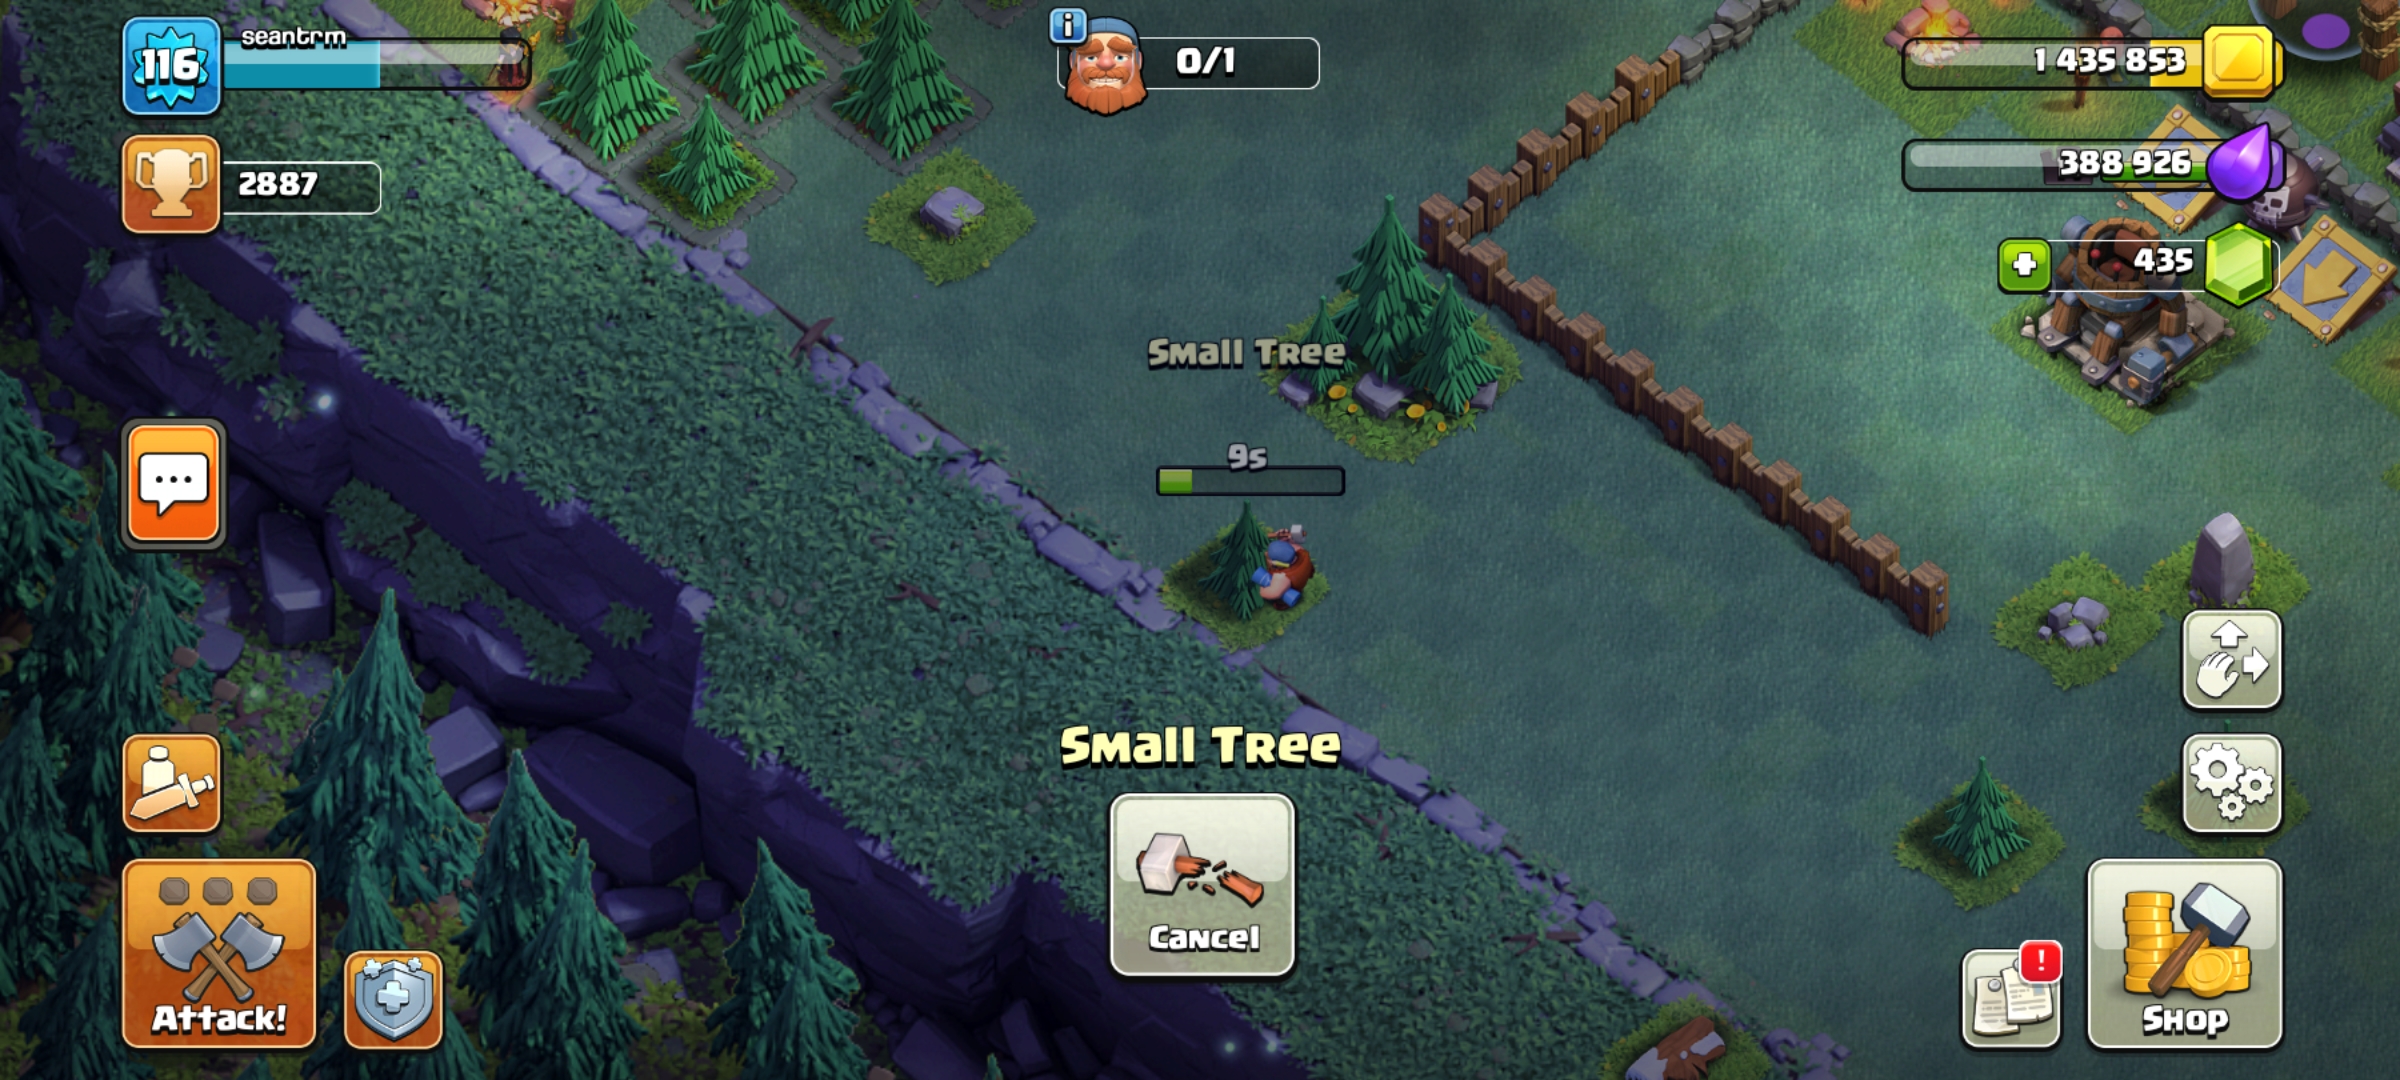 116
seantrm
i
0/1
1 435 853
2887
388 926
435
Small Tree
9s
Small Tree
Cancel
Attack!
!
Shop